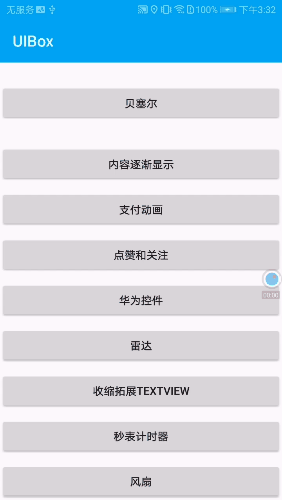 无服务 100% 下午3:32
UIBox
贝塞尔
内容逐渐显示
支付动画
点赞和关注
华为控件
雷达
收缩拓展TEXTVIEW
秒表计时器
风扇